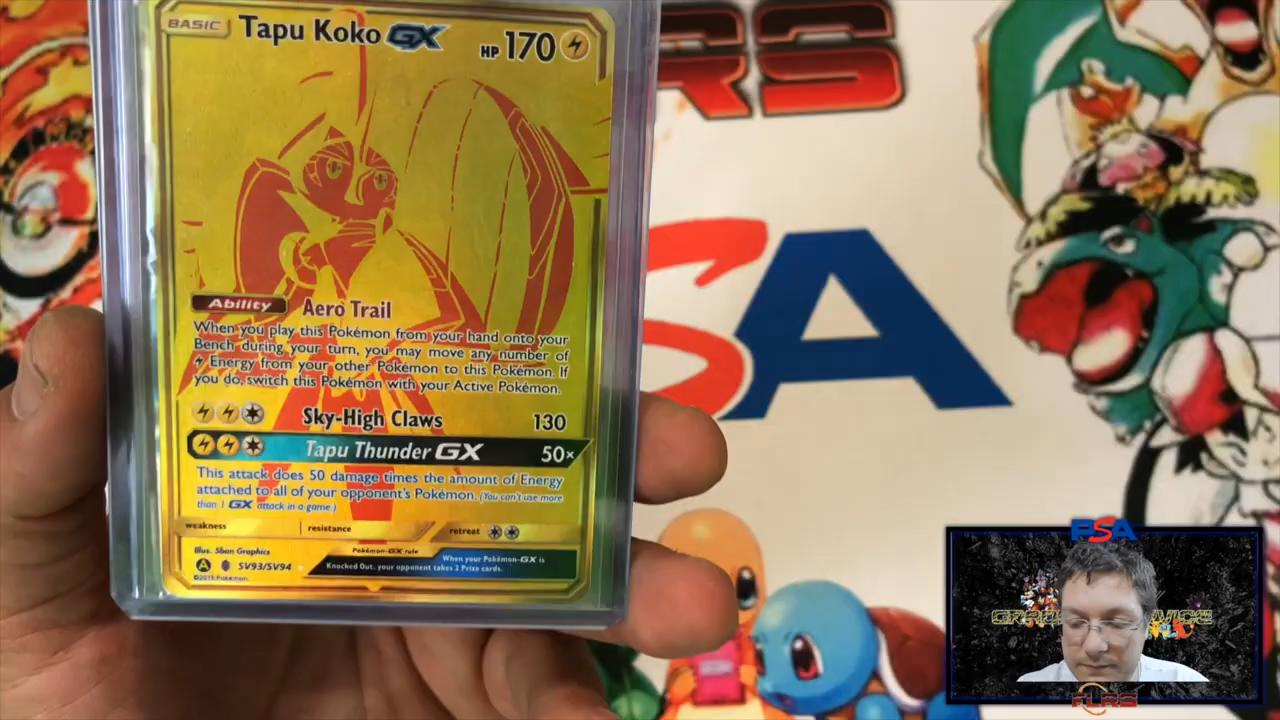 BASIC Tapu Koko GX HP 170
Ability Aero Trail
When you play this Pokémon from your hand onto your
Bench during your turn, you may move any number of
Energy from your other Pokémon to this Pokémon. If
you do, switch this Pokémon with your Active Pokémon.
Sky-High Claws 130
Tapu Thunder GX 50×
This attack does 50 damage times the amount of Energy
attached to all of your opponent's Pokémon. (You can't use more
than 1 GX attack in a game.)
weakness resistance retreat
Illus. 5ban Graphics
Pokémon-GX rule
When your Pokémon-GX is
Knocked Out, your opponent takes 2 Prize cards.
A SV93/SV94
©2019 Pokémon
RS
SA
PSA